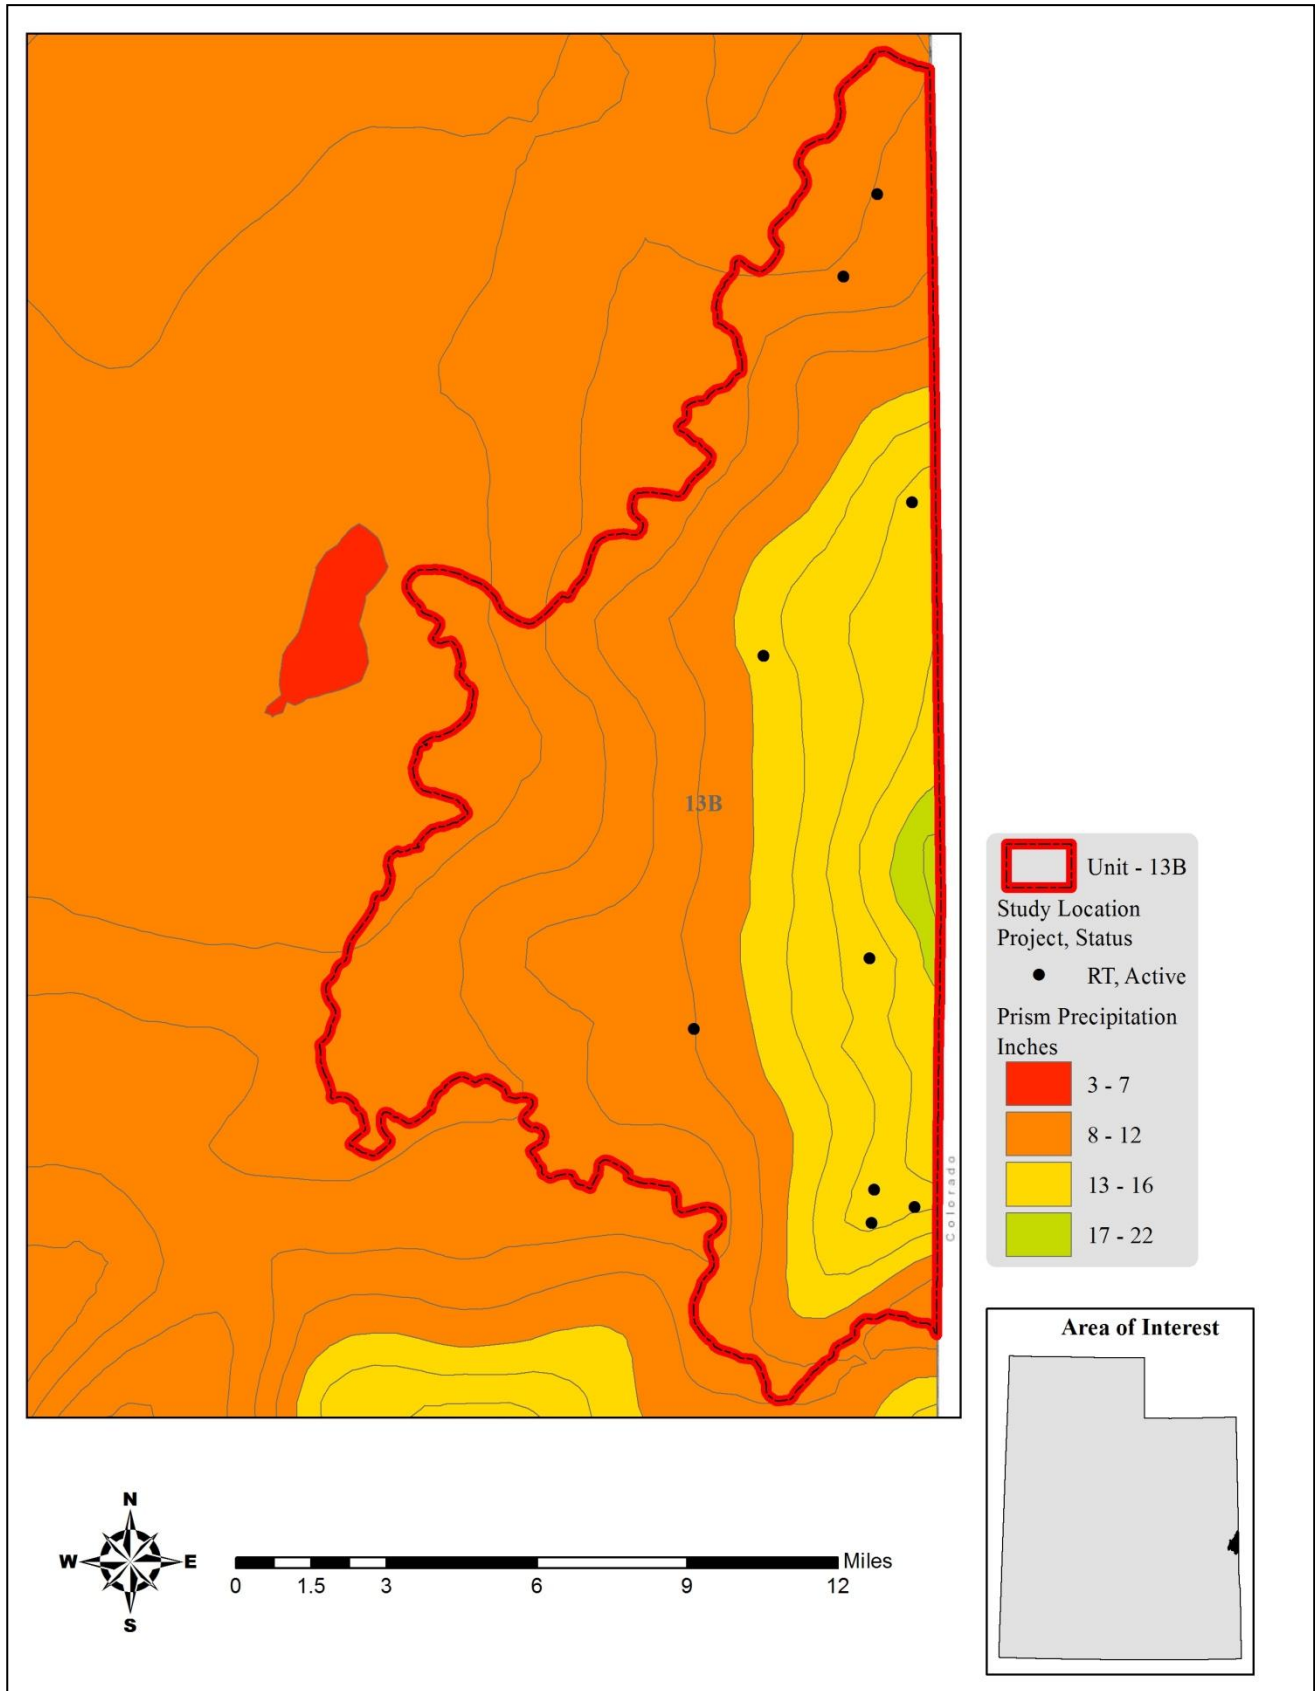 13B
Colorado
Unit - 13B
Study Location
Project, Status
RT, Active
Prism Precipitation
Inches
3 - 7
8 - 12
13 - 16
17 - 22
Area of Interest
N
W E
S
Miles
0 1.5 3 6 9 12